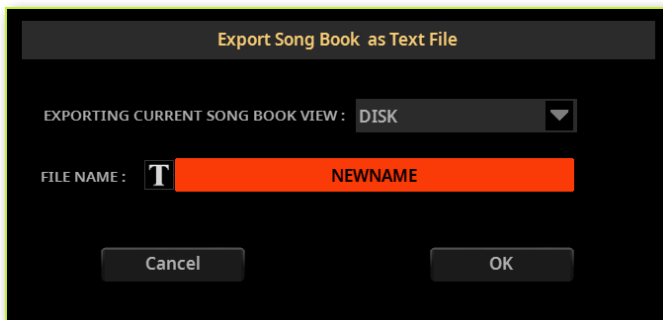 Export Song Book as Text File
EXPORTING CURRENT SONG BOOK VIEW : DISK
FILE NAME : T NEWNAME
Cancel OK